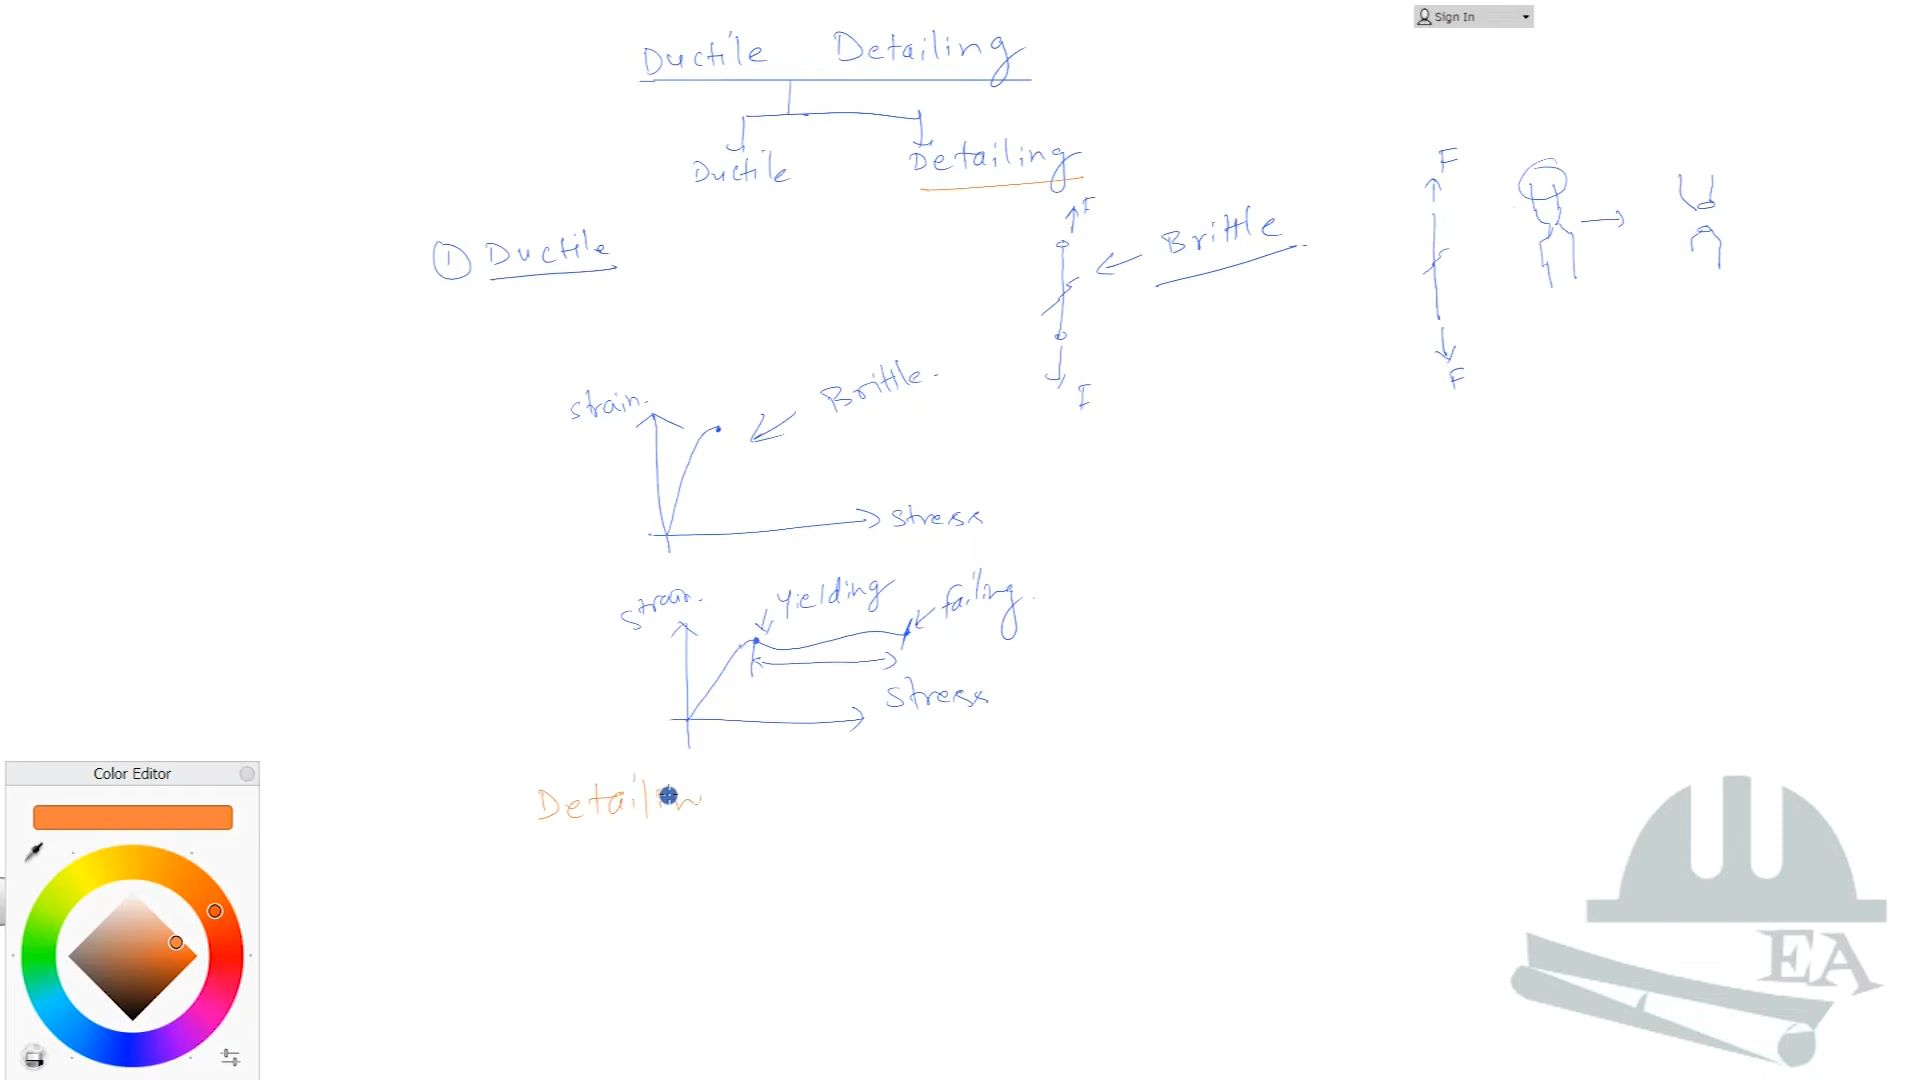 Sign In
Ductile Detailing
Ductile Detailing
① Ductile
F
Brittle
F
F
F
strain.
Brittle.
stress
strain.
Yielding
failing.
stress
Color Editor
Detailin
EA